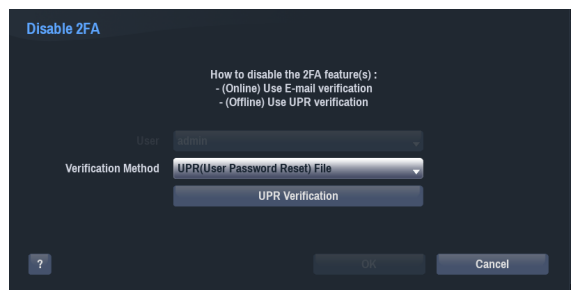 Disable 2FA
How to disable the 2FA feature(s) :
- (Online) Use E-mail verification
- (Offline) Use UPR verification
User admin
Verification Method UPR(User Password Reset) File
UPR Verification
? OK Cancel